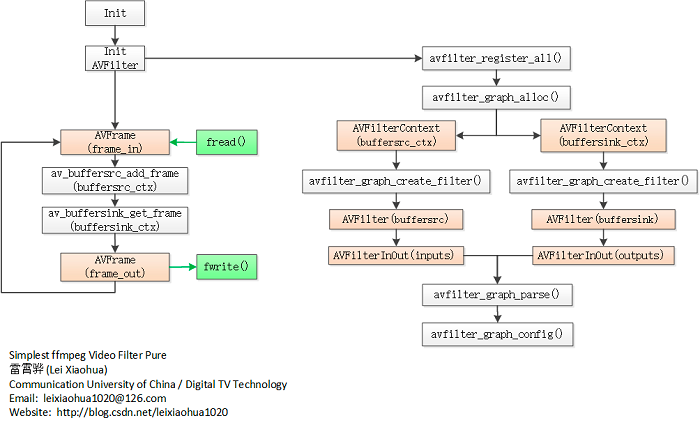 Init
Init
AVFilter
AVFrame
(frame_in)
fread()
av_buffersrc_add_frame
(buffersrc_ctx)
av_buffersink_get_frame
(buffersink_ctx)
AVFrame
(frame_out)
fwrite()
avfilter_register_all()
avfilter_graph_alloc()
AVFilterContext
(buffersrc_ctx)
AVFilterContext
(buffersink_ctx)
avfilter_graph_create_filter()
avfilter_graph_create_filter()
AVFilter(buffersrc)
AVFilter(buffersink)
AVFilterInOut(inputs)
AVFilterInOut(outputs)
avfilter_graph_parse()
avfilter_graph_config()
Simplest ffmpeg Video Filter Pure
雷霄骅 (Lei Xiaohua)
Communication University of China / Digital TV Technology
Email: leixiaohua1020@126.com
Website: http://blog.csdn.net/leixiaohua1020